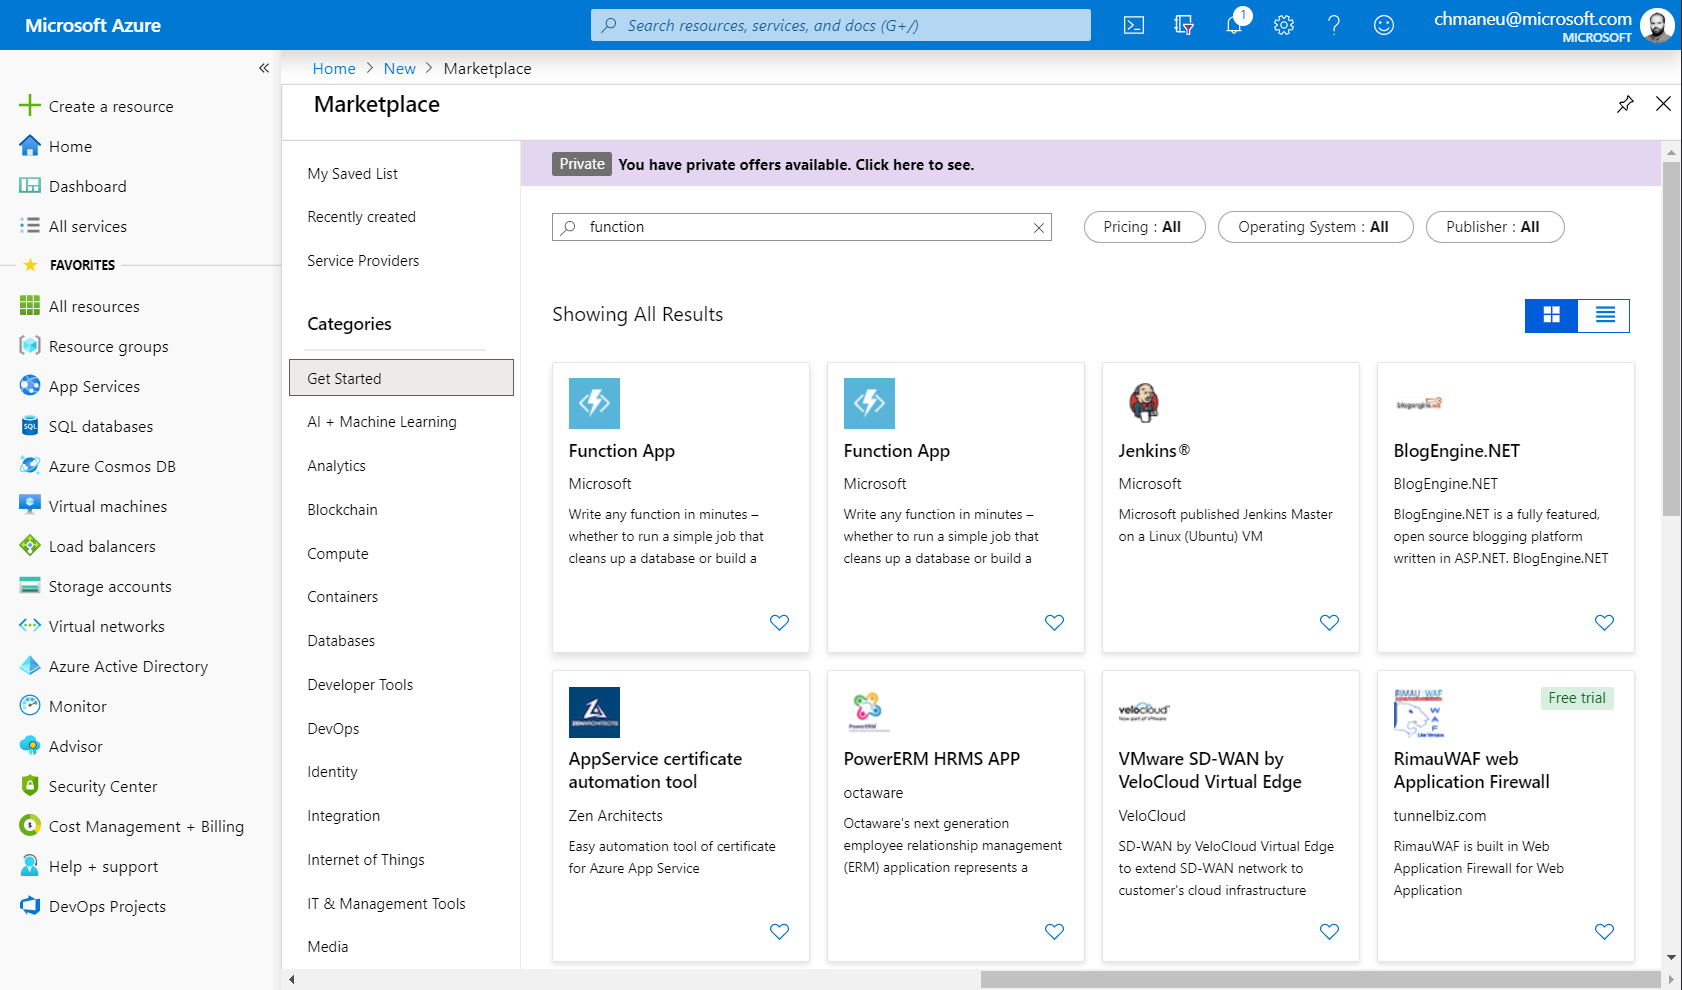 Microsoft Azure
Search resources, services, and docs (G+/)
1
chmaneu@microsoft.com
MICROSOFT
Create a resource
Home
Dashboard
All services
FAVORITES
All resources
Resource groups
App Services
SQL databases
Azure Cosmos DB
Virtual machines
Load balancers
Storage accounts
Virtual networks
Azure Active Directory
Monitor
Advisor
Security Center
Cost Management + Billing
Help + support
DevOps Projects
Home > New > Marketplace
Marketplace
My Saved List
Recently created
Service Providers
Categories
Get Started
AI + Machine Learning
Analytics
Blockchain
Compute
Containers
Databases
Developer Tools
DevOps
Identity
Integration
Internet of Things
IT & Management Tools
Media
Private You have private offers available. Click here to see.
function
Pricing : All
Operating System : All
Publisher : All
Showing All Results
Function App
Microsoft
Write any function in minutes –
whether to run a simple job that
cleans up a database or build a
Function App
Microsoft
Write any function in minutes –
whether to run a simple job that
cleans up a database or build a
Jenkins®
Microsoft
Microsoft published Jenkins Master
on a Linux (Ubuntu) VM
BlogEngine.NET
BlogEngine.NET
BlogEngine.NET is a fully featured,
open source blogging platform
written in ASP.NET. BlogEngine.NET
ZENARCHITECTS
AppService certificate
automation tool
Zen Architects
Easy automation tool of certificate
for Azure App Service
PowerERM
PowerERM HRMS APP
octaware
Octaware's next generation
employee relationship management
(ERM) application represents a
velocloud
Now part of VMware
VMware SD-WAN by
VeloCloud Virtual Edge
VeloCloud
SD-WAN by VeloCloud Virtual Edge
to extend SD-WAN network to
customer's cloud infrastructure
RIMAU WAF
WAF
Free trial
RimauWAF web
Application Firewall
tunnelbiz.com
RimauWAF is built in Web
Application Firewall for Web
Application